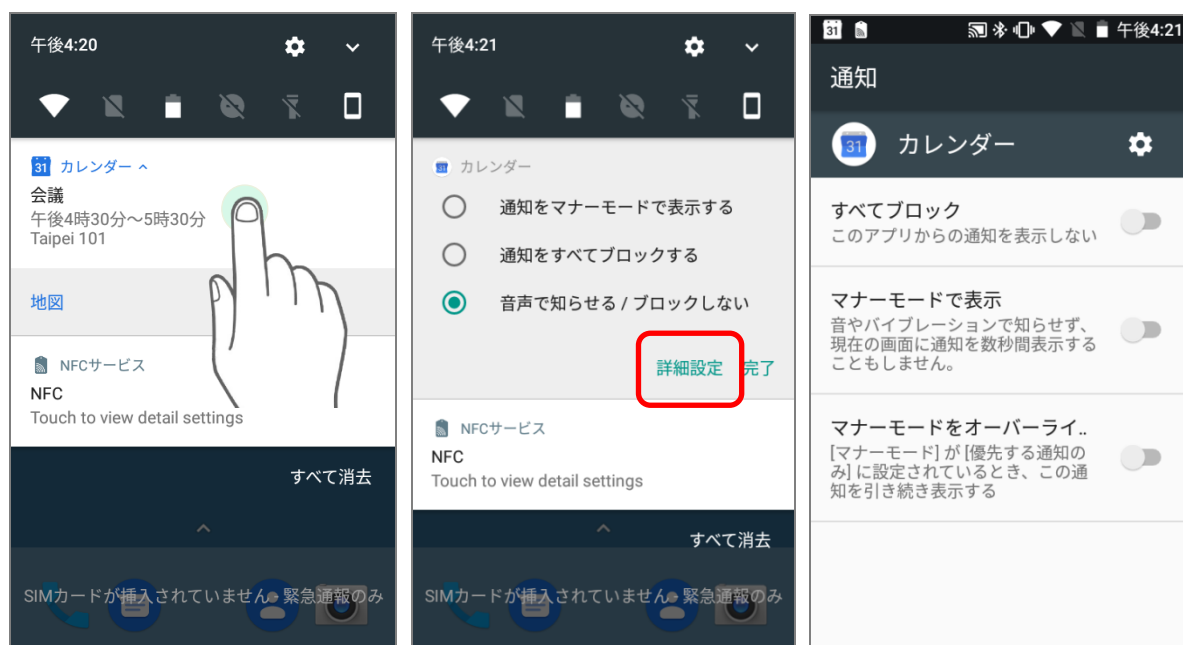 午後4:20
31 カレンダー
会議
午後4時30分～5時30分
Taipei 101
地図
NFCサービス
NFC
Touch to view detail settings
すべて消去
SIMカードが挿入されていません - 緊急通報のみ
午後4:21
31 カレンダー
通知をマナーモードで表示する
通知をすべてブロックする
音声で知らせる / ブロックしない
詳細設定 完了
NFCサービス
NFC
Touch to view detail settings
すべて消去
SIMカードが挿入されていません - 緊急通報のみ
31 午後4:21
通知
31 カレンダー
すべてブロック
このアプリからの通知を表示しない
マナーモードで表示
音やバイブレーションで知らせず、
現在の画面に通知を数秒間表示する
こともしません。
マナーモードをオーバーライ..
[マナーモード] が [優先する通知の
み] に設定されているとき、この通
知を引き続き表示する